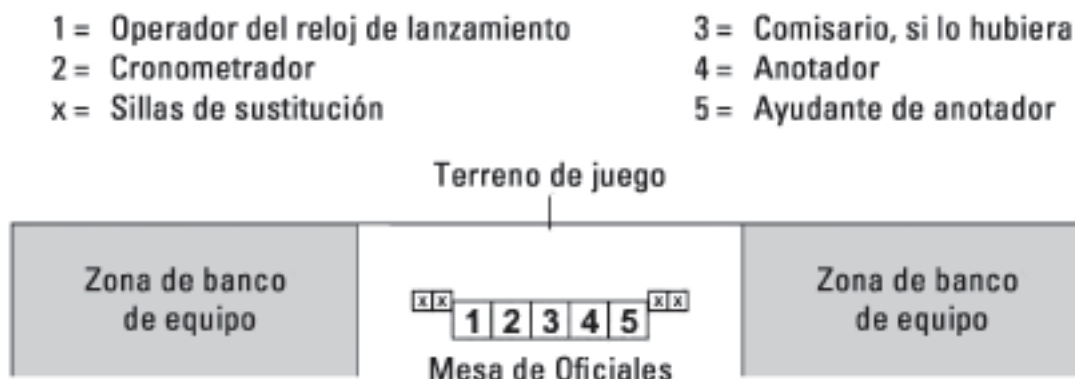 1 = Operador del reloj de lanzamiento
2 = Cronometrador
x = Sillas de sustitución
3 = Comisario, si lo hubiera
4 = Anotador
5 = Ayudante de anotador
Terreno de juego
Zona de banco
de equipo
x x
1 2 3 4 5
x x
Mesa de Oficiales
Zona de banco
de equipo